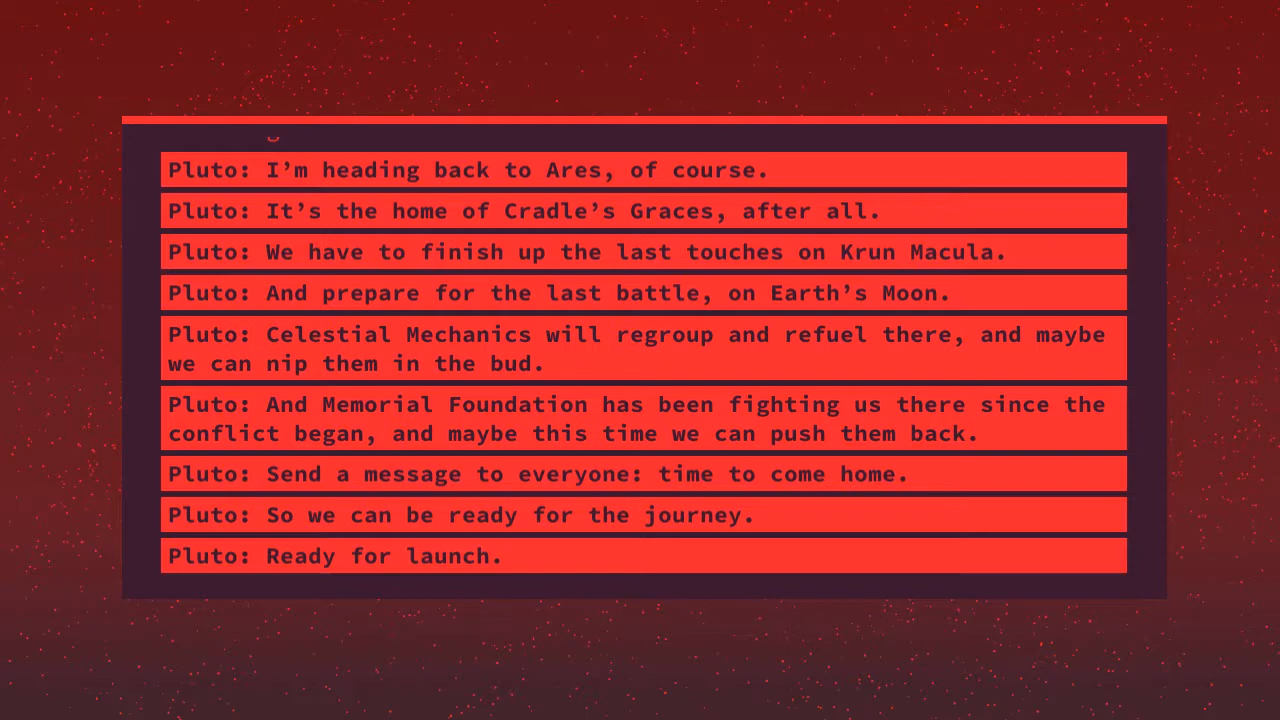 Pluto: I’m heading back to Ares, of course.
Pluto: It’s the home of Cradle’s Graces, after all.
Pluto: We have to finish up the last touches on Krun Macula.
Pluto: And prepare for the last battle, on Earth’s Moon.
Pluto: Celestial Mechanics will regroup and refuel there, and maybe
we can nip them in the bud.
Pluto: And Memorial Foundation has been fighting us there since the
conflict began, and maybe this time we can push them back.
Pluto: Send a message to everyone: time to come home.
Pluto: So we can be ready for the journey.
Pluto: Ready for launch.